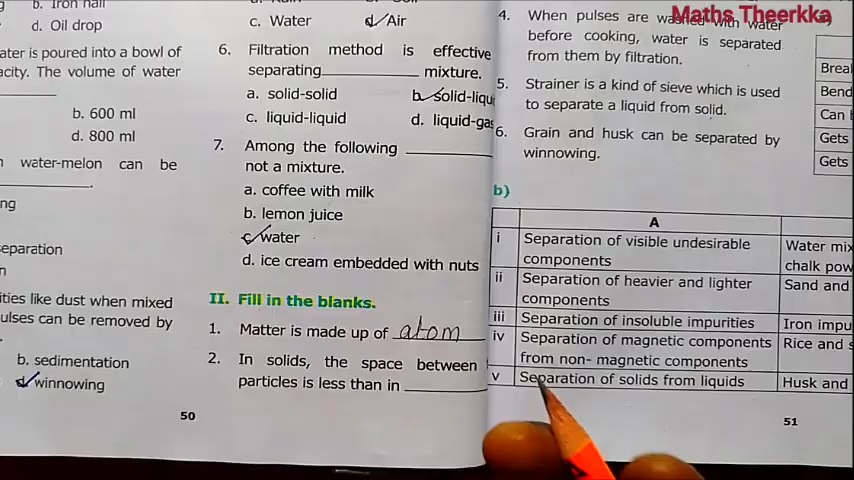 b. Iron nail
d. Oil drop
ater is poured into a bowl of
acity. The volume of water
b. 600 ml
d. 800 ml
water-melon can be
ng
eparation
n
ities like dust when mixed
ulses can be removed by
b. sedimentation
d. winnowing
50
c. Water d. Air
6. Filtration method is effective
separating mixture.
a. solid-solid b. solid-liqu
c. liquid-liquid d. liquid-gas
7. Among the following
not a mixture.
a. coffee with milk
b. lemon juice
c. water
d. ice cream embedded with nuts
II. Fill in the blanks.
1. Matter is made up of atom
2. In solids, the space between
particles is less than in
Maths Theerkka
4. When pulses are washed with water
before cooking, water is separated
from them by filtration.
5. Strainer is a kind of sieve which is used
to separate a liquid from solid.
6. Grain and husk can be separated by
winnowing.
Brea
Bend
Can
Gets
Gets
b)
A
i Separation of visible undesirable Water mix
components chalk pow
ii Separation of heavier and lighter Sand and
components
iii Separation of insoluble impurities Iron impu
iv Separation of magnetic components Rice and s
from non- magnetic components
v Separation of solids from liquids Husk and
51